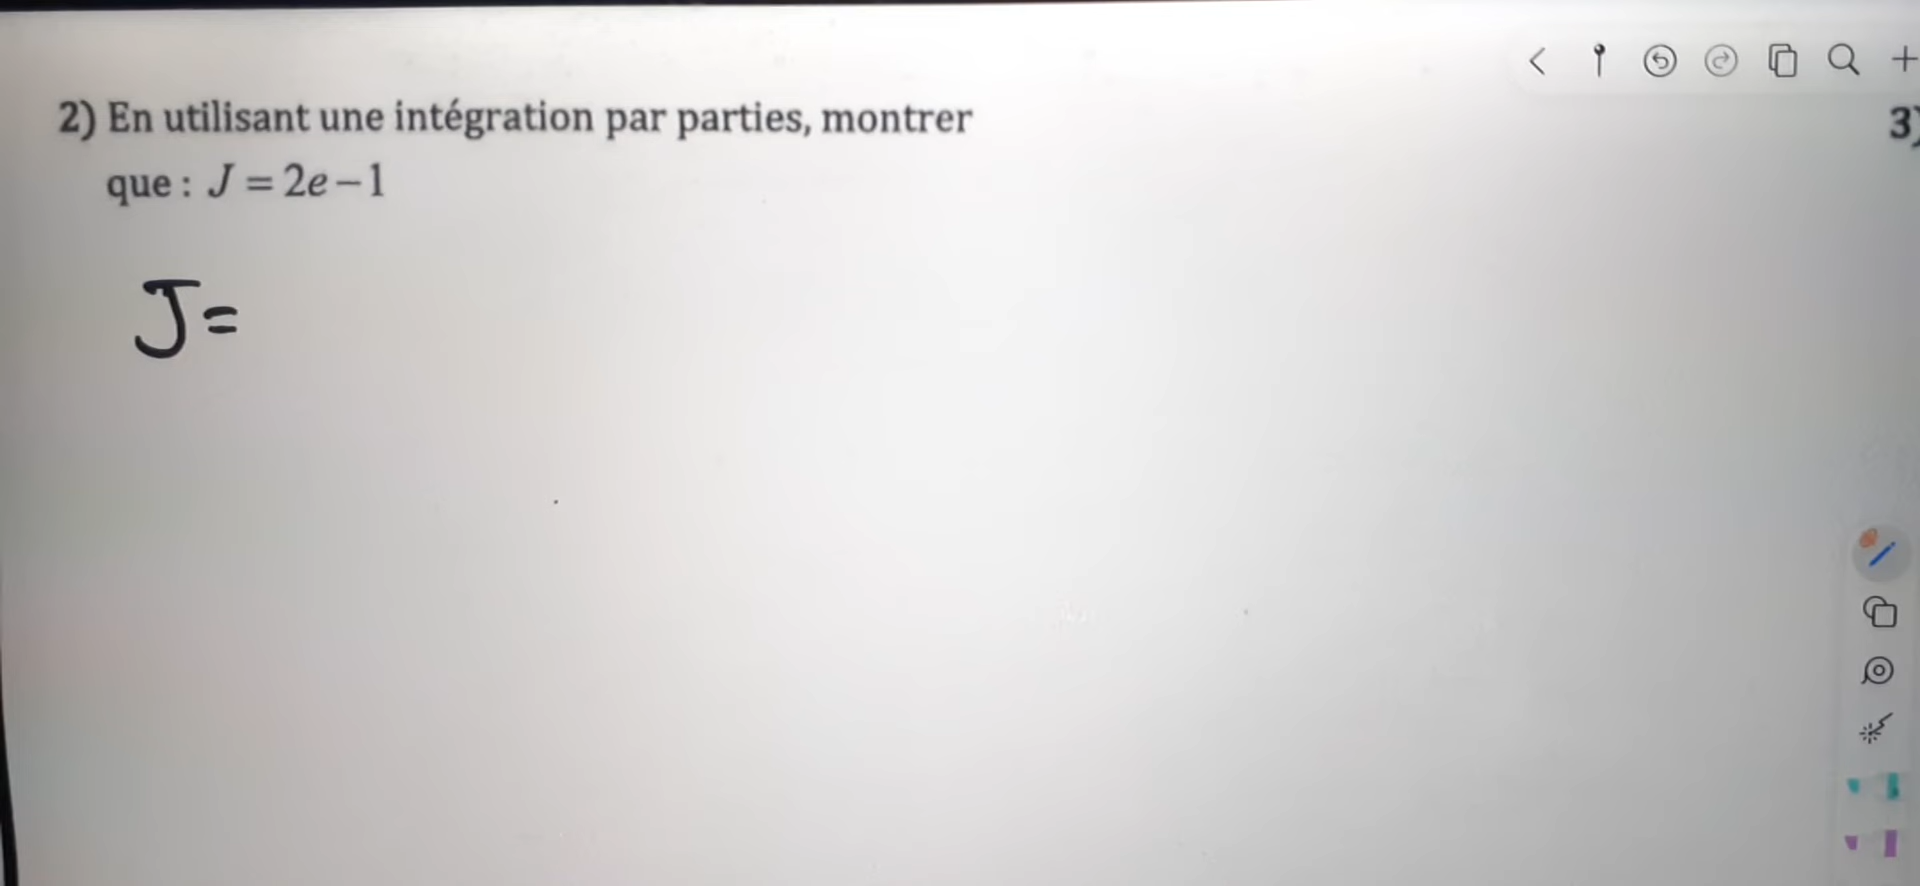 2) En utilisant une intégration par parties, montrer
que : J = 2e − 1
3)
J=